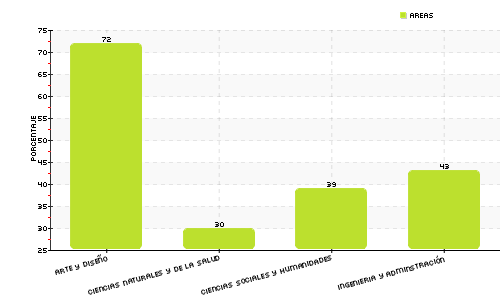 AREAS
PORCENTAJE
75
70
65
60
55
50
45
40
35
30
25
72
30
39
43
ARTE Y DISEÑO
CIENCIAS NATURALES Y DE LA SALUD
CIENCIAS SOCIALES Y HUMANIDADES
INGENIERIA Y ADMINISTRACIÓN